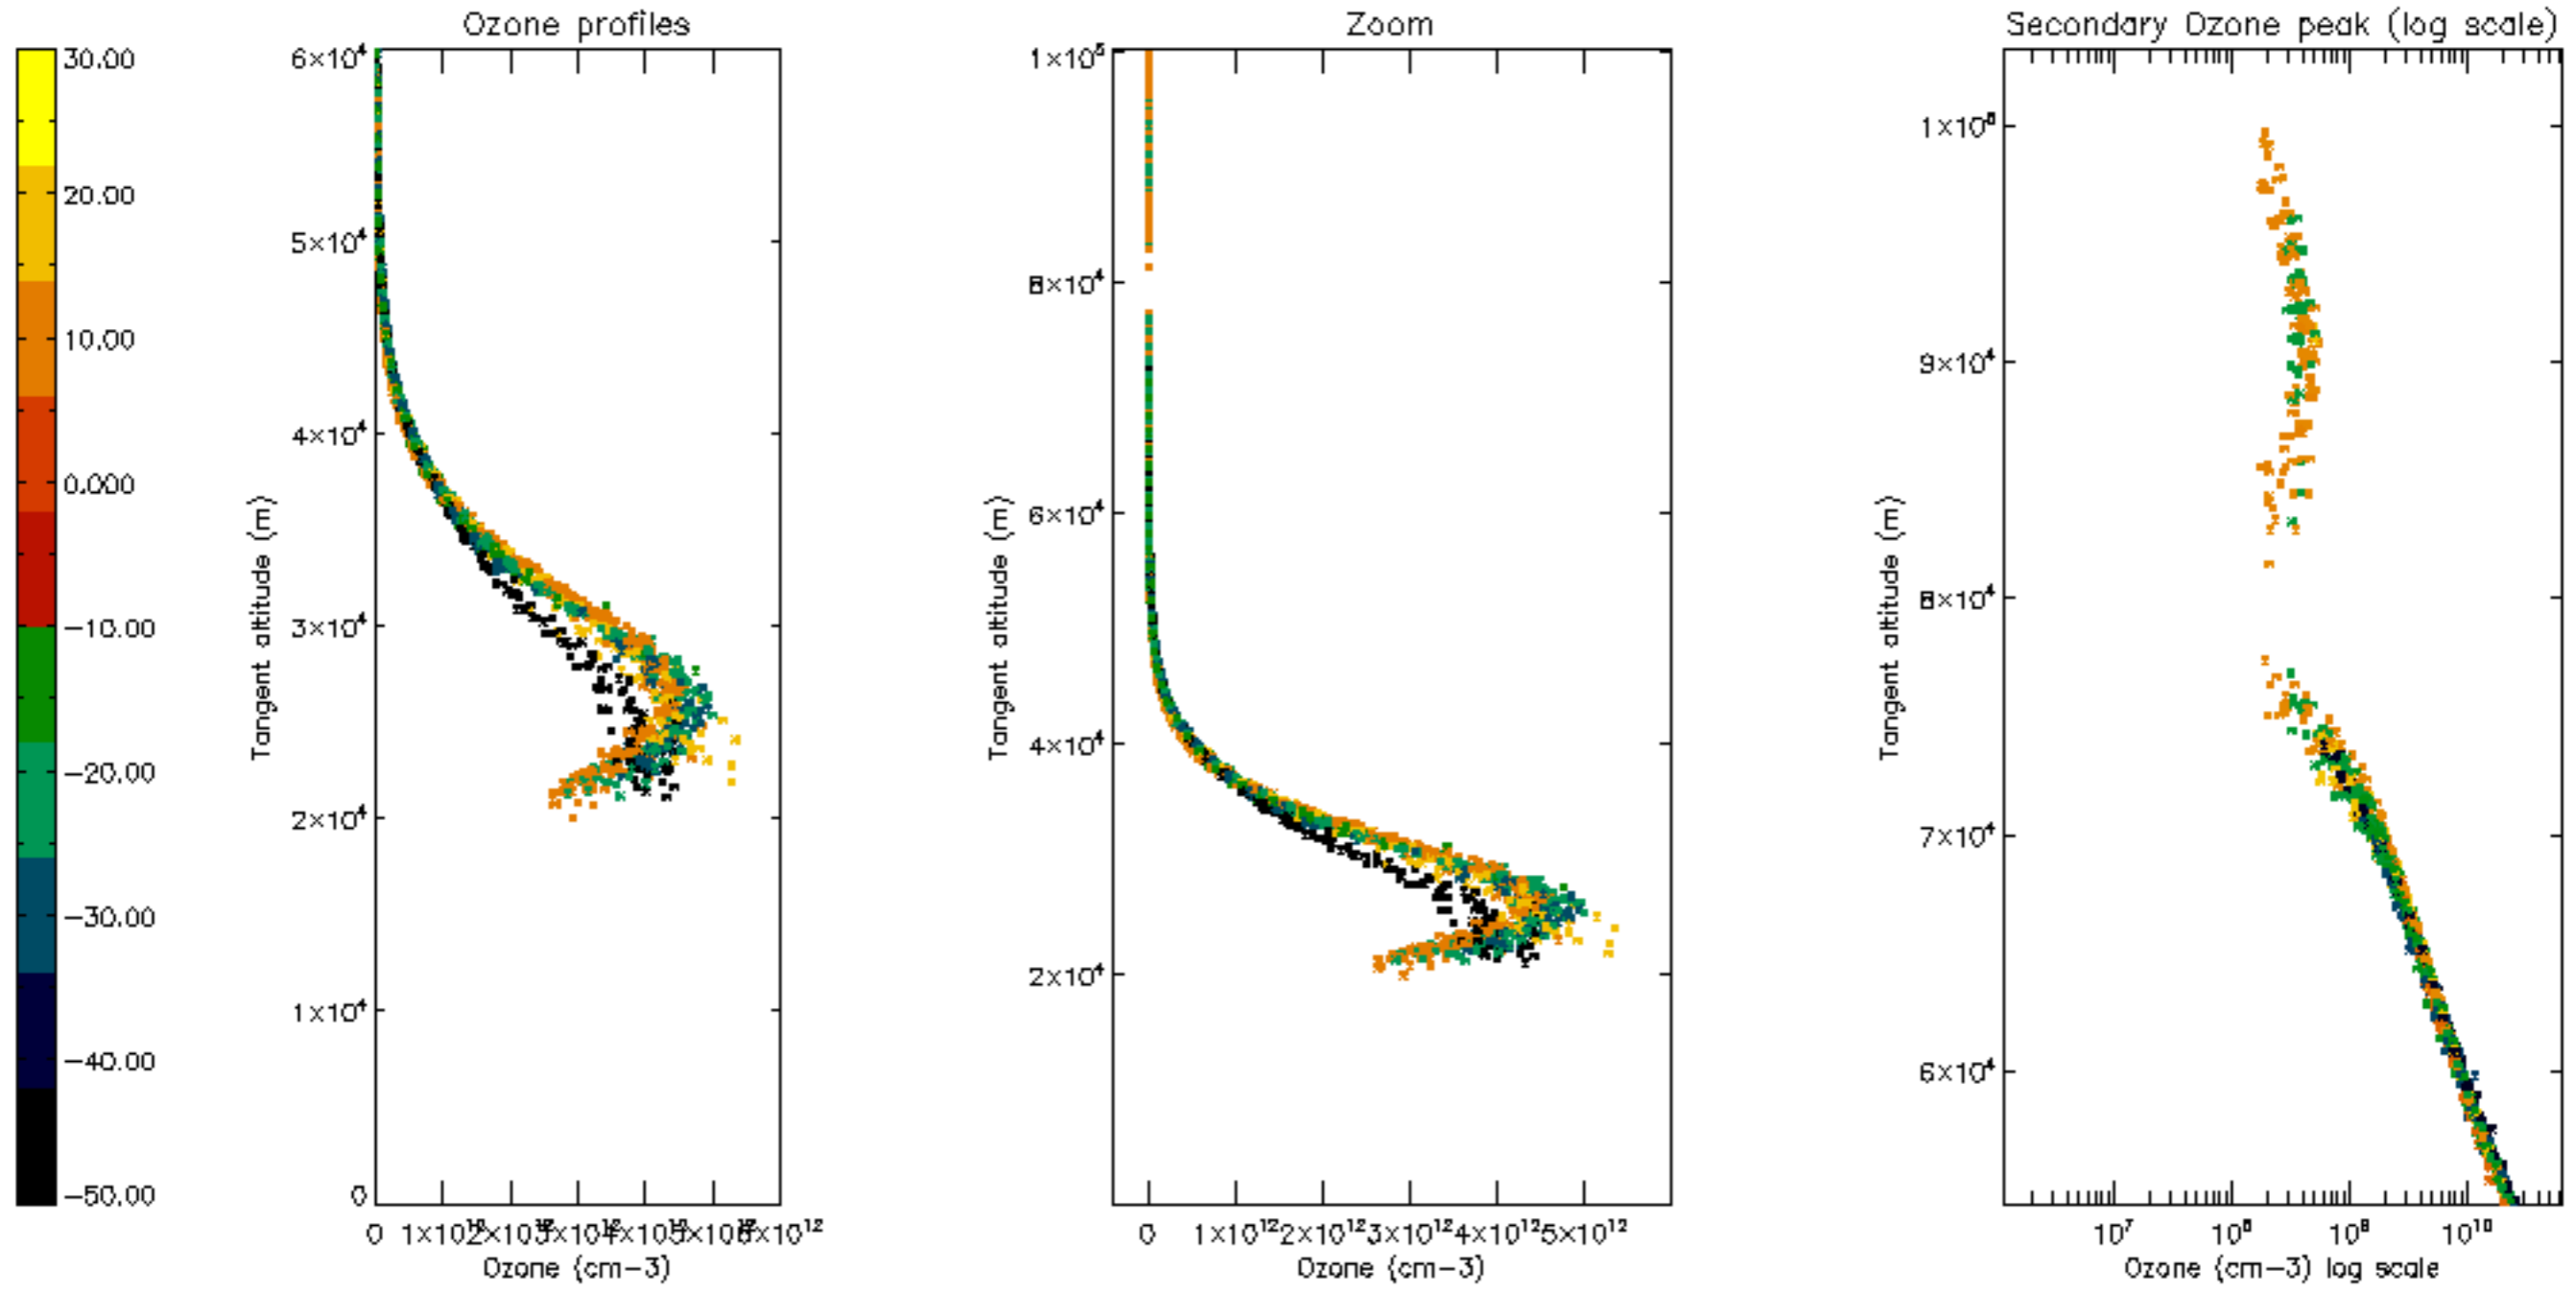 Ozone profiles
Zoom
Secondary Ozone peak (log scale)
30.00
20.00
10.00
0.000
−10.00
−20.00
−30.00
−40.00
−50.00
6×10⁴
5×10⁴
4×10⁴
3×10⁴
2×10⁴
1×10⁴
0
Tangent altitude (m)
0
Ozone (cm−3)
1×10⁵
8×10⁴
6×10⁴
4×10⁴
2×10⁴
Tangent altitude (m)
0 1×10¹² 2×10¹² 3×10¹² 4×10¹² 5×10¹²
Ozone (cm−3)
1×10⁵
9×10⁴
8×10⁴
7×10⁴
6×10⁴
Tangent altitude (m)
10⁷ 10⁸ 10⁹ 10¹⁰
Ozone (cm−3) log scale